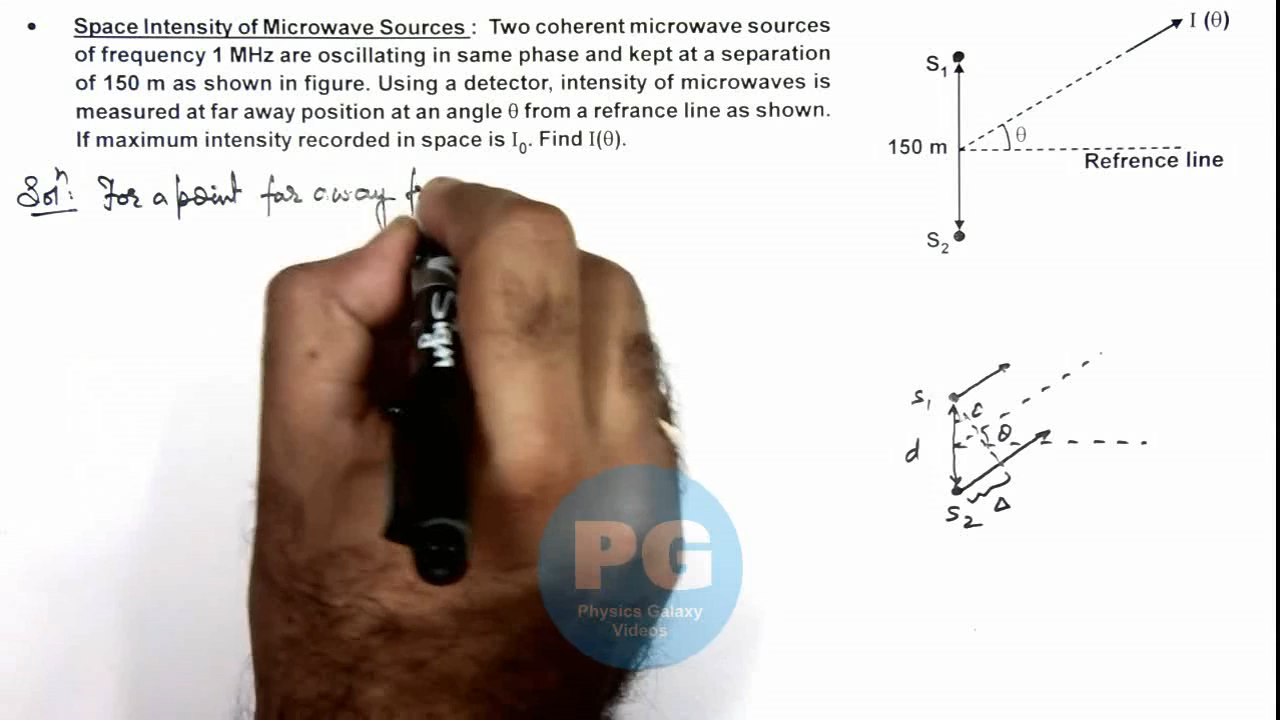 • Space Intensity of Microwave Sources : Two coherent microwave sources
of frequency 1 MHz are oscillating in same phase and kept at a separation
of 150 m as shown in figure. Using a detector, intensity of microwaves is
measured at far away position at an angle θ from a refrance line as shown.
If maximum intensity recorded in space is I₀. Find I(θ).
I (θ)
S₁
θ
150 m
Refrence line
S₂
Solⁿ: For a point far away
S₁
θ
d
S₂ Δ
PG
Physics Galaxy
Videos